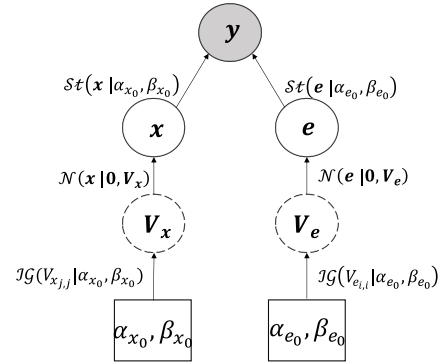 y
𝒮t(x |α_{x_0}, β_{x_0}) 𝒮t(e |α_{e_0}, β_{e_0})
x e
𝒩(x |0, V_x) 𝒩(e |0, V_e)
V_x V_e
ℐ𝒢(V_{x_{j,j}}|α_{x_0}, β_{x_0}) ℐ𝒢(V_{e_{i,i}}|α_{e_0}, β_{e_0})
α_{x_0}, β_{x_0} α_{e_0}, β_{e_0}